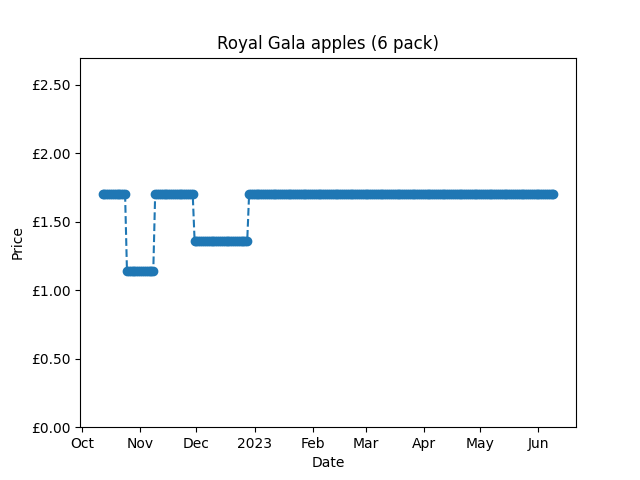 Royal Gala apples (6 pack)
£2.50
£2.00
£1.50
£1.00
£0.50
£0.00
Price
Oct Nov Dec 2023 Feb Mar Apr May Jun
Date